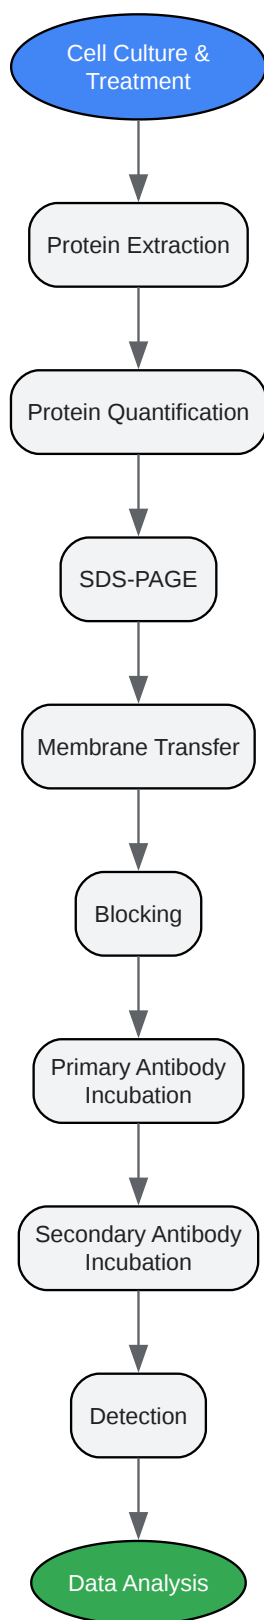 Cell Culture &
Treatment
Protein Extraction
Protein Quantification
SDS-PAGE
Membrane Transfer
Blocking
Primary Antibody
Incubation
Secondary Antibody
Incubation
Detection
Data Analysis